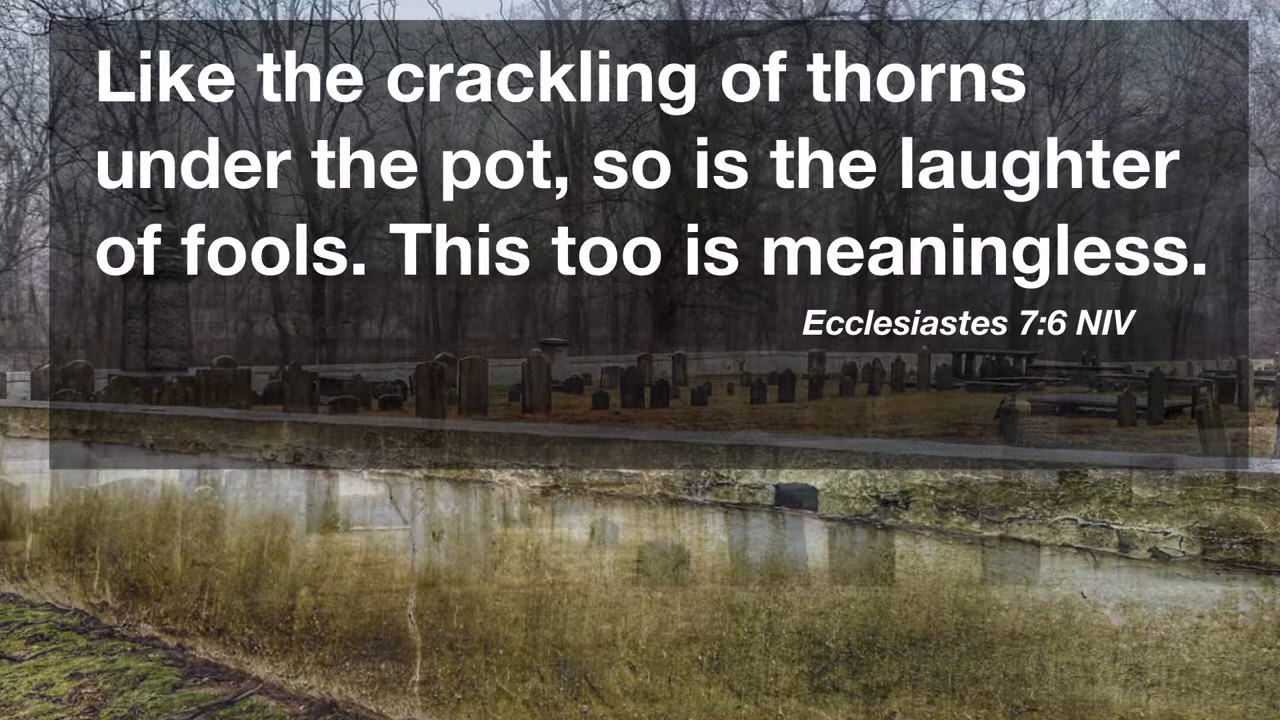 Like the crackling of thorns
under the pot, so is the laughter
of fools. This too is meaningless.
Ecclesiastes 7:6 NIV